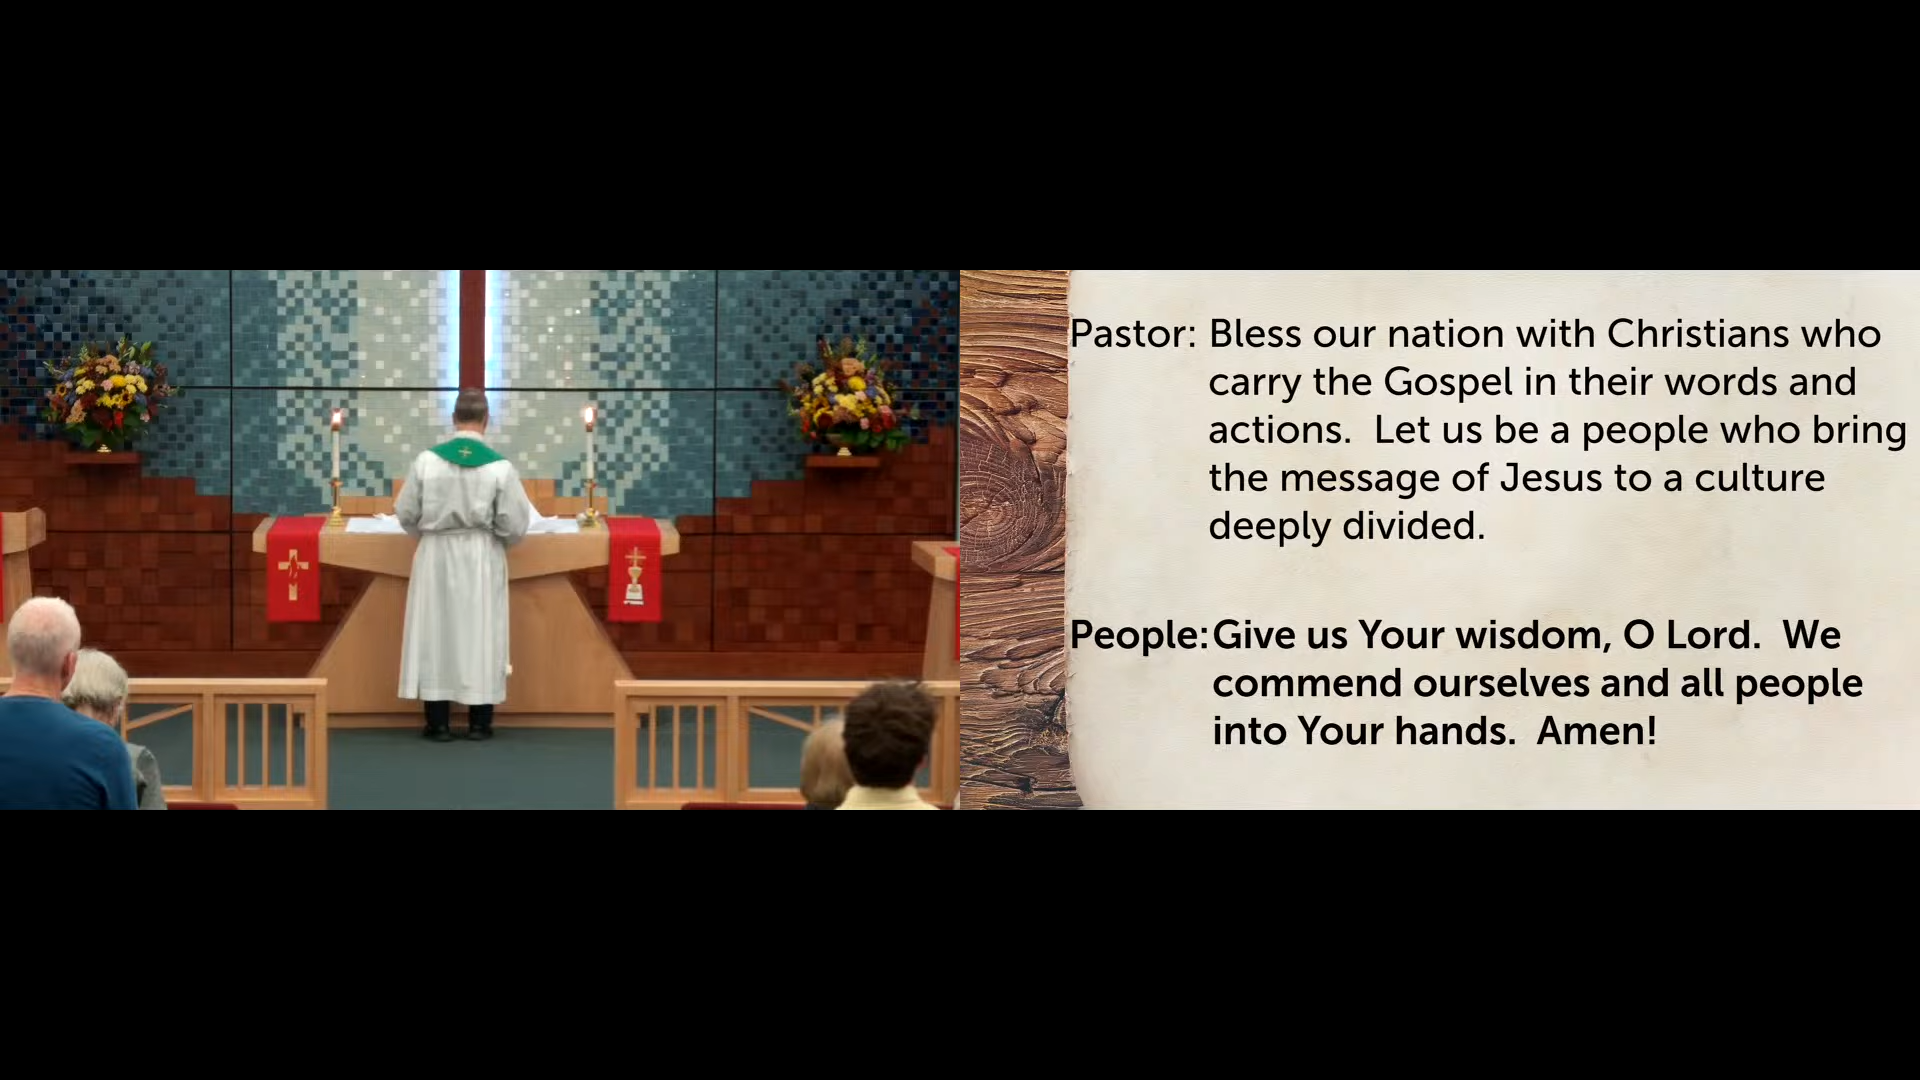 Pastor: Bless our nation with Christians who
carry the Gospel in their words and
actions.  Let us be a people who bring
the message of Jesus to a culture
deeply divided.
People: Give us Your wisdom, O Lord.  We
commend ourselves and all people
into Your hands.  Amen!